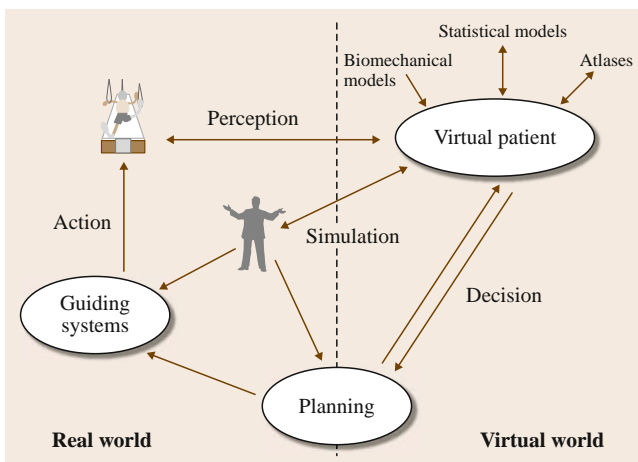 Statistical models
Biomechanical
models
Atlases
Perception
Virtual patient
Action
Simulation
Guiding
systems
Decision
Planning
Real world
Virtual world